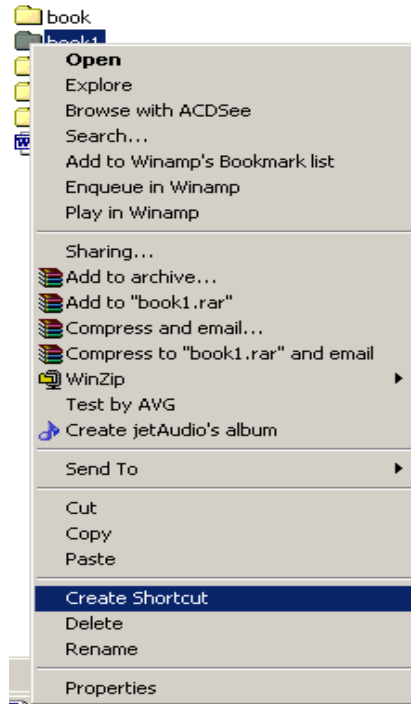 book
book1
Open
Explore
Browse with ACDSee
Search...
Add to Winamp's Bookmark list
Enqueue in Winamp
Play in Winamp
Sharing...
Add to archive...
Add to "book1.rar"
Compress and email...
Compress to "book1.rar" and email
WinZip
Test by AVG
Create jetAudio's album
Send To
Cut
Copy
Paste
Create Shortcut
Delete
Rename
Properties